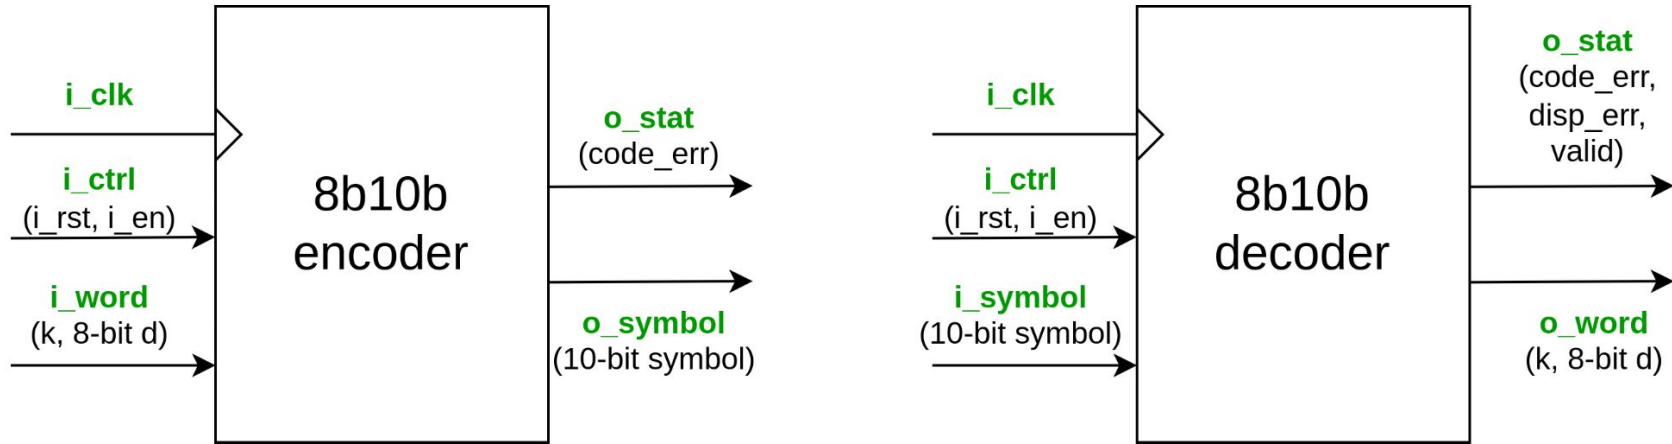 i_clk
i_ctrl
(i_rst, i_en)
i_word
(k, 8-bit d)
8b10b
encoder
o_stat
(code_err)
o_symbol
(10-bit symbol)
i_clk
i_ctrl
(i_rst, i_en)
i_symbol
(10-bit symbol)
8b10b
decoder
o_stat
(code_err,
disp_err,
valid)
o_word
(k, 8-bit d)